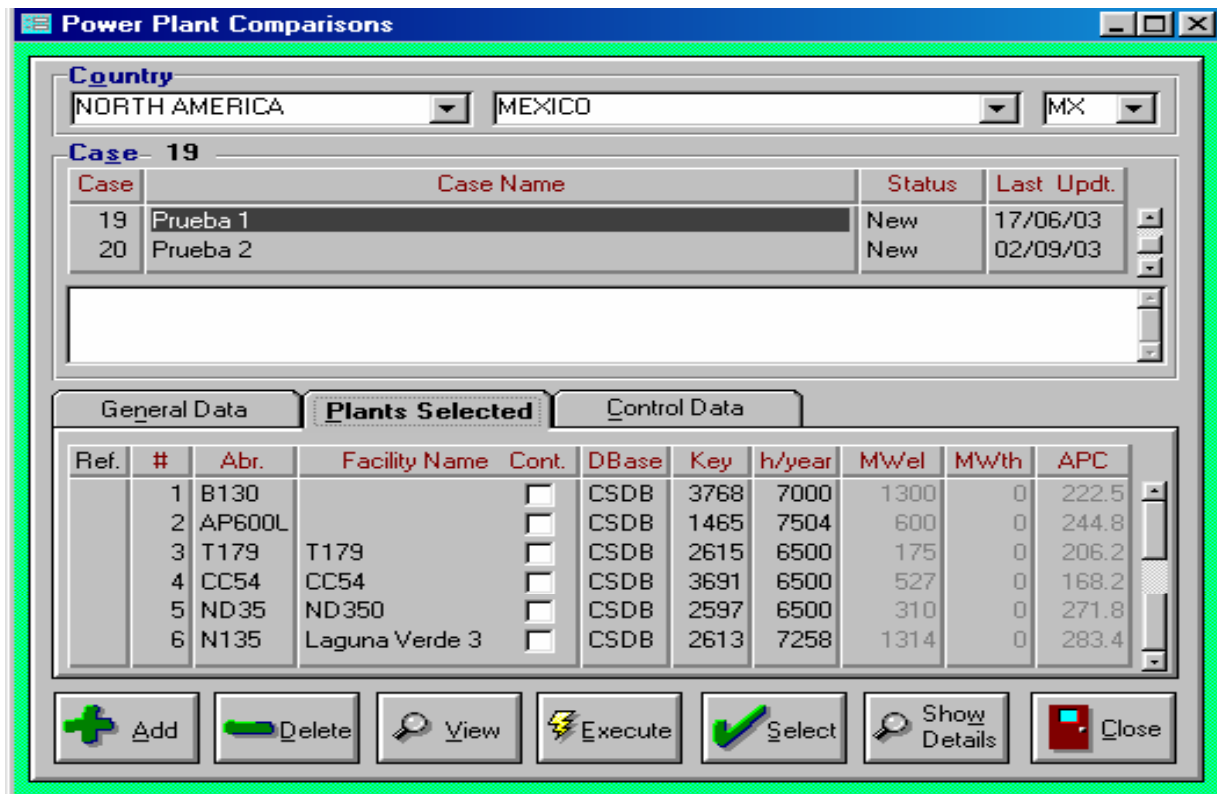 Power Plant Comparisons
Country
NORTH AMERICA MEXICO MX
Case 19
Case Case Name Status Last Updt.
19 Prueba 1 New 17/06/03
20 Prueba 2 New 02/09/03
General Data Plants Selected Control Data
Ref. # Abr. Facility Name Cont. DBase Key h/year MWel MWth APC
1 B130 CSDB 3768 7000 1300 0 222.5
2 AP600L CSDB 1465 7504 600 0 244.8
3 T179 T179 CSDB 2615 6500 175 0 206.2
4 CC54 CC54 CSDB 3691 6500 527 0 168.2
5 ND35 ND350 CSDB 2597 6500 310 0 271.8
6 N135 Laguna Verde 3 CSDB 2613 7258 1314 0 283.4
Add Delete View Execute Select Show Details Close